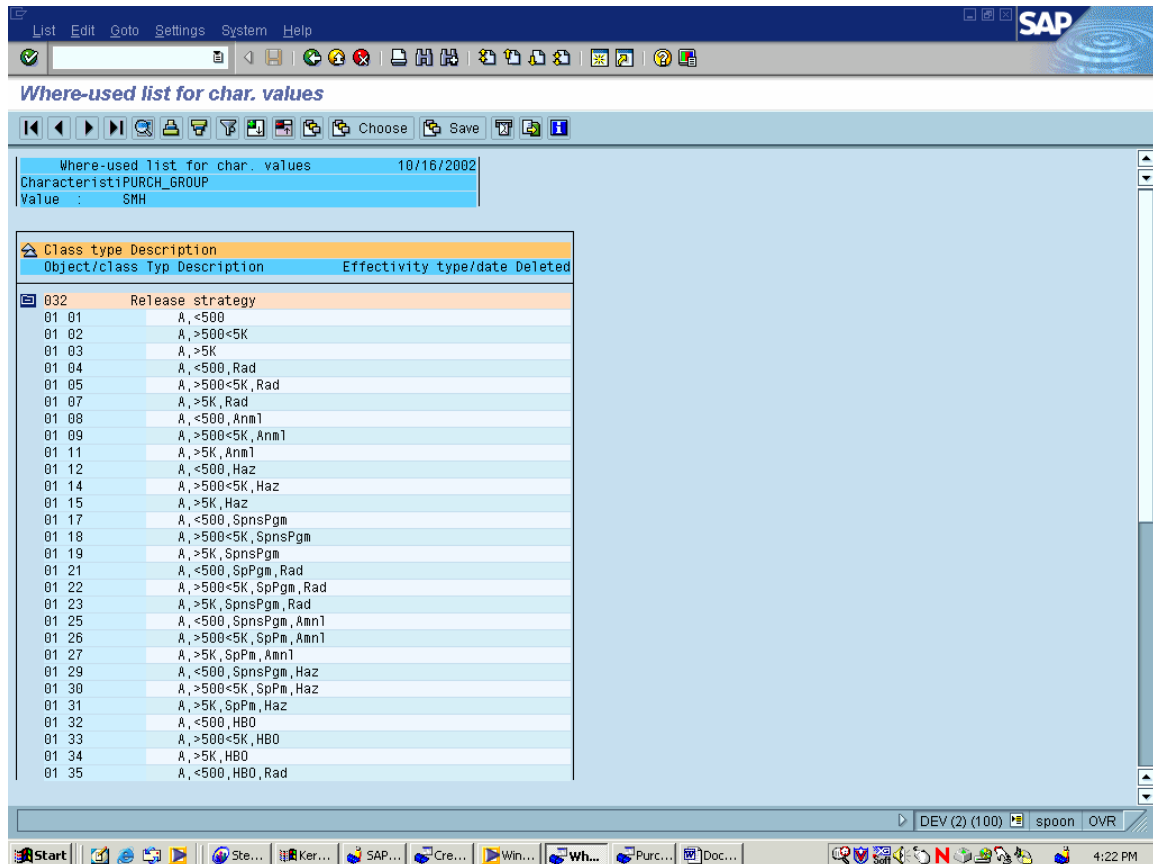 List Edit Goto Settings System Help
SAP
Where-used list for char. values
Choose Save
Where-used list for char. values 10/16/2002
CharacteristiPURCH_GROUP
Value : SMH
Class type Description
Object/class Typ Description Effectivity type/date Deleted
032 Release strategy
01 01 A,<500
01 02 A,>500<5K
01 03 A,>5K
01 04 A,<500,Rad
01 05 A,>500<5K,Rad
01 07 A,>5K,Rad
01 08 A,<500,Anml
01 09 A,>500<5K,Anml
01 11 A,>5K,Anml
01 12 A,<500,Haz
01 14 A,>500<5K,Haz
01 15 A,>5K,Haz
01 17 A,<500,SpnsPgm
01 18 A,>500<5K,SpnsPgm
01 19 A,>5K,SpnsPgm
01 21 A,<500,SpPgm,Rad
01 22 A,>500<5K,SpPgm,Rad
01 23 A,>5K,SpnsPgm,Rad
01 25 A,<500,SpnsPgm,Amnl
01 26 A,>500<5K,SpPm,Amnl
01 27 A,>5K,SpPm,Amnl
01 29 A,<500,SpnsPgm,Haz
01 30 A,>500<5K,SpPm,Haz
01 31 A,>5K,SpPm,Haz
01 32 A,<500,HBO
01 33 A,>500<5K,HBO
01 34 A,>5K,HBO
01 35 A,<500,HBO,Rad
DEV (2) (100) spoon OVR
Start Ste... Ker... SAP... Cre... Win... Wh... Purc... Doc... 4:22 PM